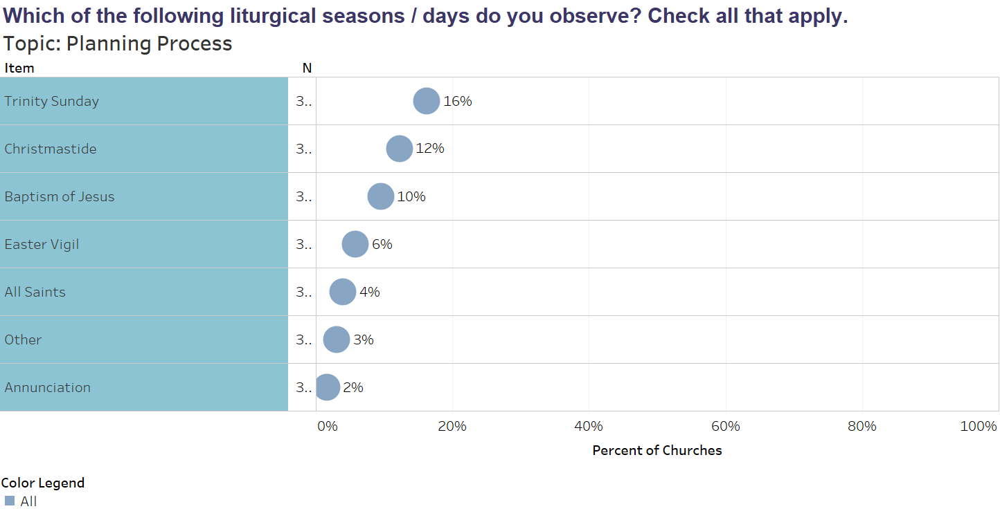 Which of the following liturgical seasons / days do you observe? Check all that apply.
Topic: Planning Process
Item N
Trinity Sunday 3.. 16%
Christmastide 3.. 12%
Baptism of Jesus 3.. 10%
Easter Vigil 3.. 6%
All Saints 3.. 4%
Other 3.. 3%
Annunciation 3.. 2%
0% 20% 40% 60% 80% 100%
Percent of Churches
Color Legend
All